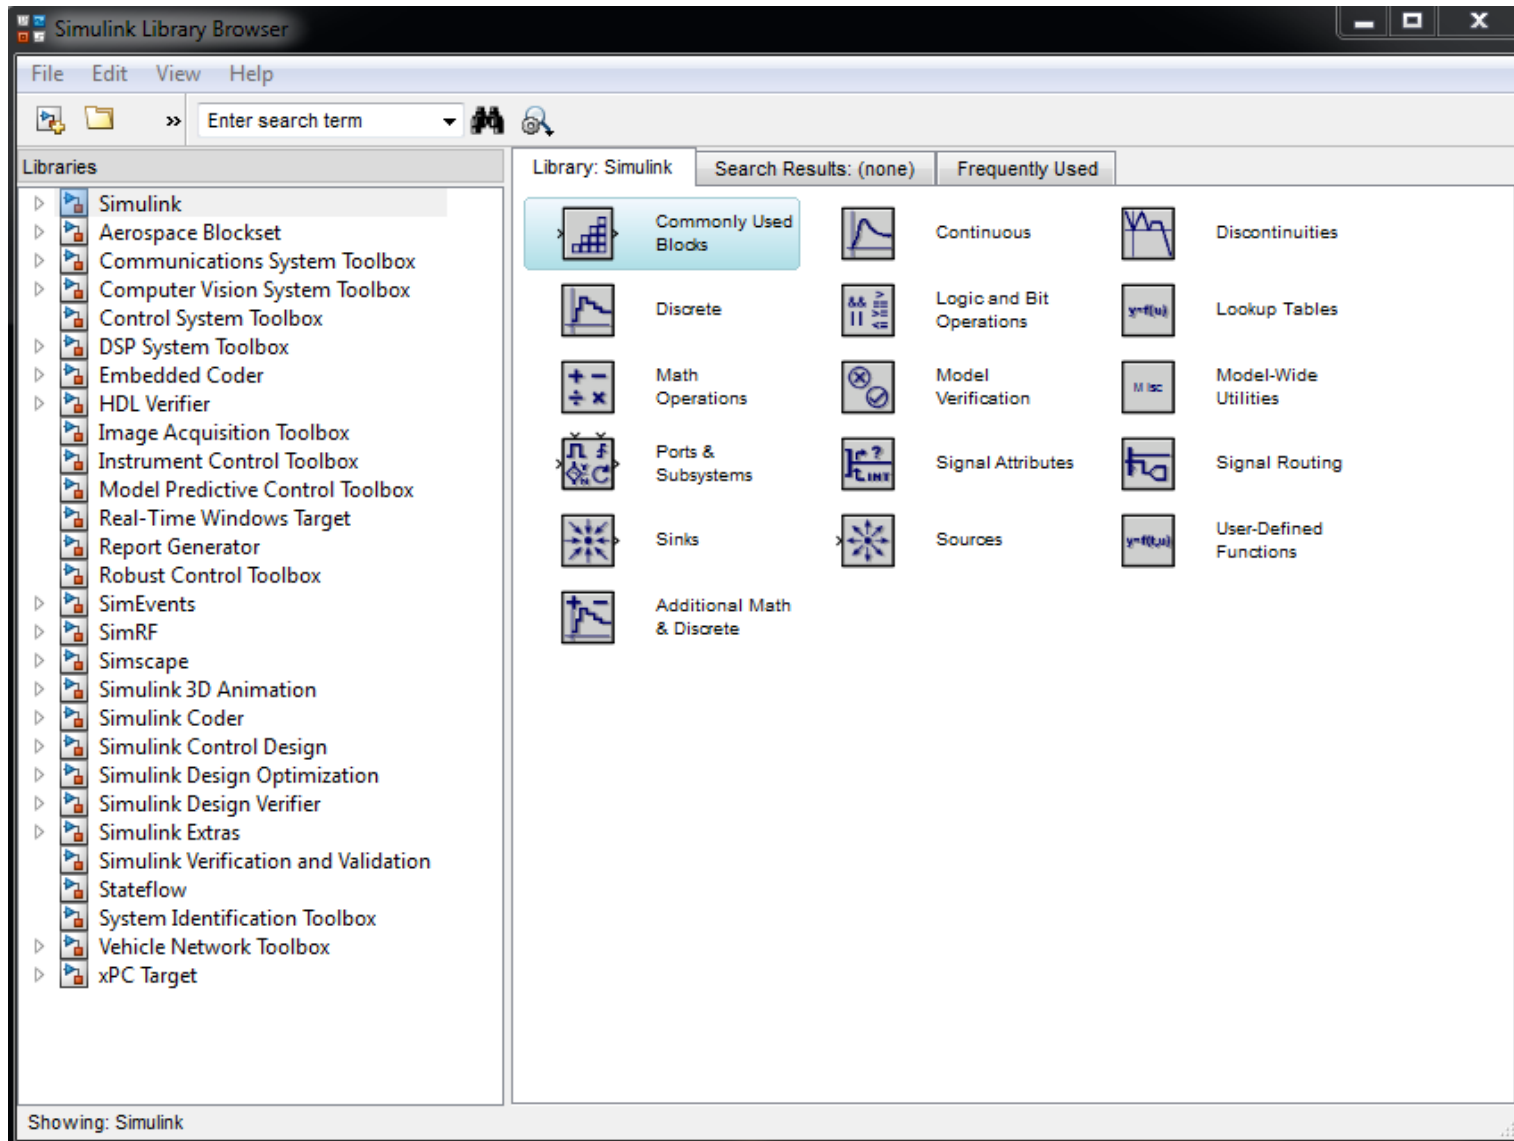 Simulink Library Browser
File Edit View Help
» Enter search term
Libraries
Simulink
Aerospace Blockset
Communications System Toolbox
Computer Vision System Toolbox
Control System Toolbox
DSP System Toolbox
Embedded Coder
HDL Verifier
Image Acquisition Toolbox
Instrument Control Toolbox
Model Predictive Control Toolbox
Real-Time Windows Target
Report Generator
Robust Control Toolbox
SimEvents
SimRF
Simscape
Simulink 3D Animation
Simulink Coder
Simulink Control Design
Simulink Design Optimization
Simulink Design Verifier
Simulink Extras
Simulink Verification and Validation
Stateflow
System Identification Toolbox
Vehicle Network Toolbox
xPC Target
Library: Simulink Search Results: (none) Frequently Used
Commonly Used
Blocks
Continuous
Discontinuities
Discrete
&& > == 
|| >= <=
Logic and Bit
Operations
y=f(u)
Lookup Tables
+ −
÷ ×
Math
Operations
Model
Verification
Misc
Model-Wide
Utilities
Ports &
Subsystems
?
INT
Signal Attributes
Signal Routing
Sinks
Sources
y=f(t,u)
User-Defined
Functions
+ −
Additional Math
& Discrete
Showing: Simulink